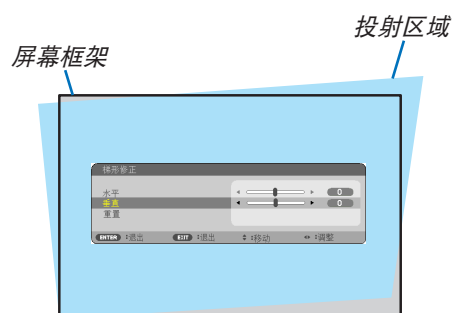 投射区域
屏幕框架
梯形修正
水平 0
垂直 0
重置
ENTER :退出 EXIT :退出 :移动 :调整